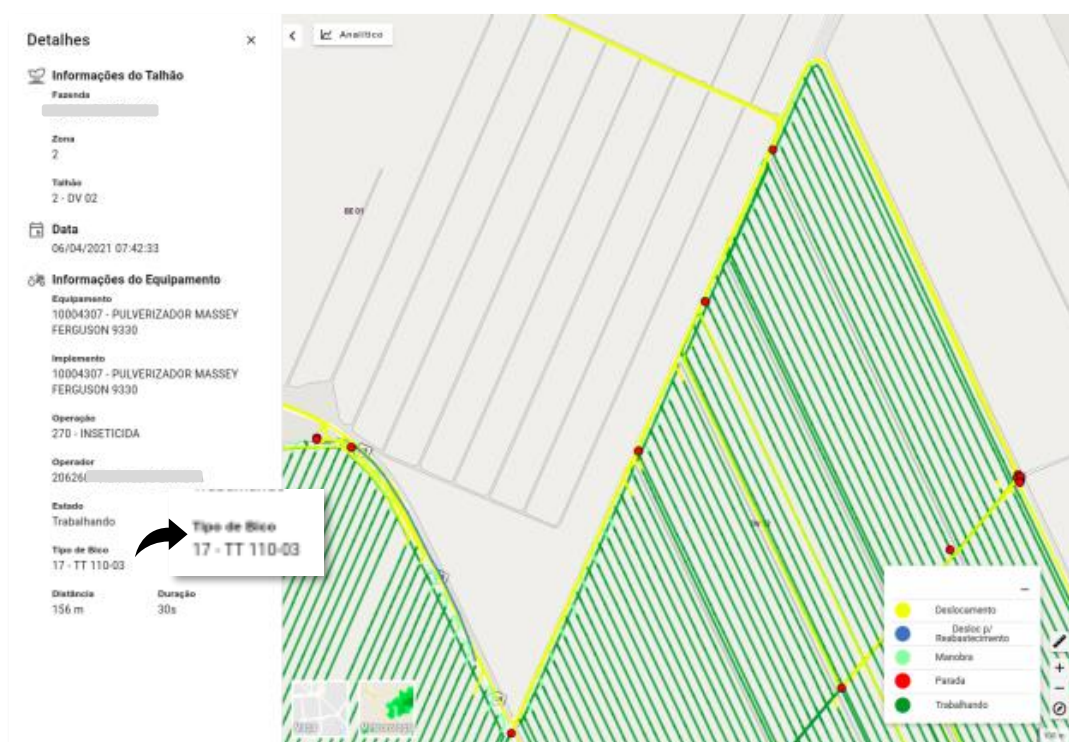 Detalhes
×
Informações do Talhão
Fazenda
Zona
2
Talhão
2 - DV 02
Data
06/04/2021 07:42:33
Informações do Equipamento
Equipamento
10004307 - PULVERIZADOR MASSEY
FERGUSON 9330
Implemento
10004307 - PULVERIZADOR MASSEY
FERGUSON 9330
Operação
270 - INSETICIDA
Operador
20626
Estado
Trabalhando
Tipo de Bico
17 - TT 110-03
Distância Duração
156 m 30s
Tipo de Bico
17 - TT 110-03
Analítico
Deslocamento
Desloc p/
Reabastecimento
Manobra
Parada
Trabalhando